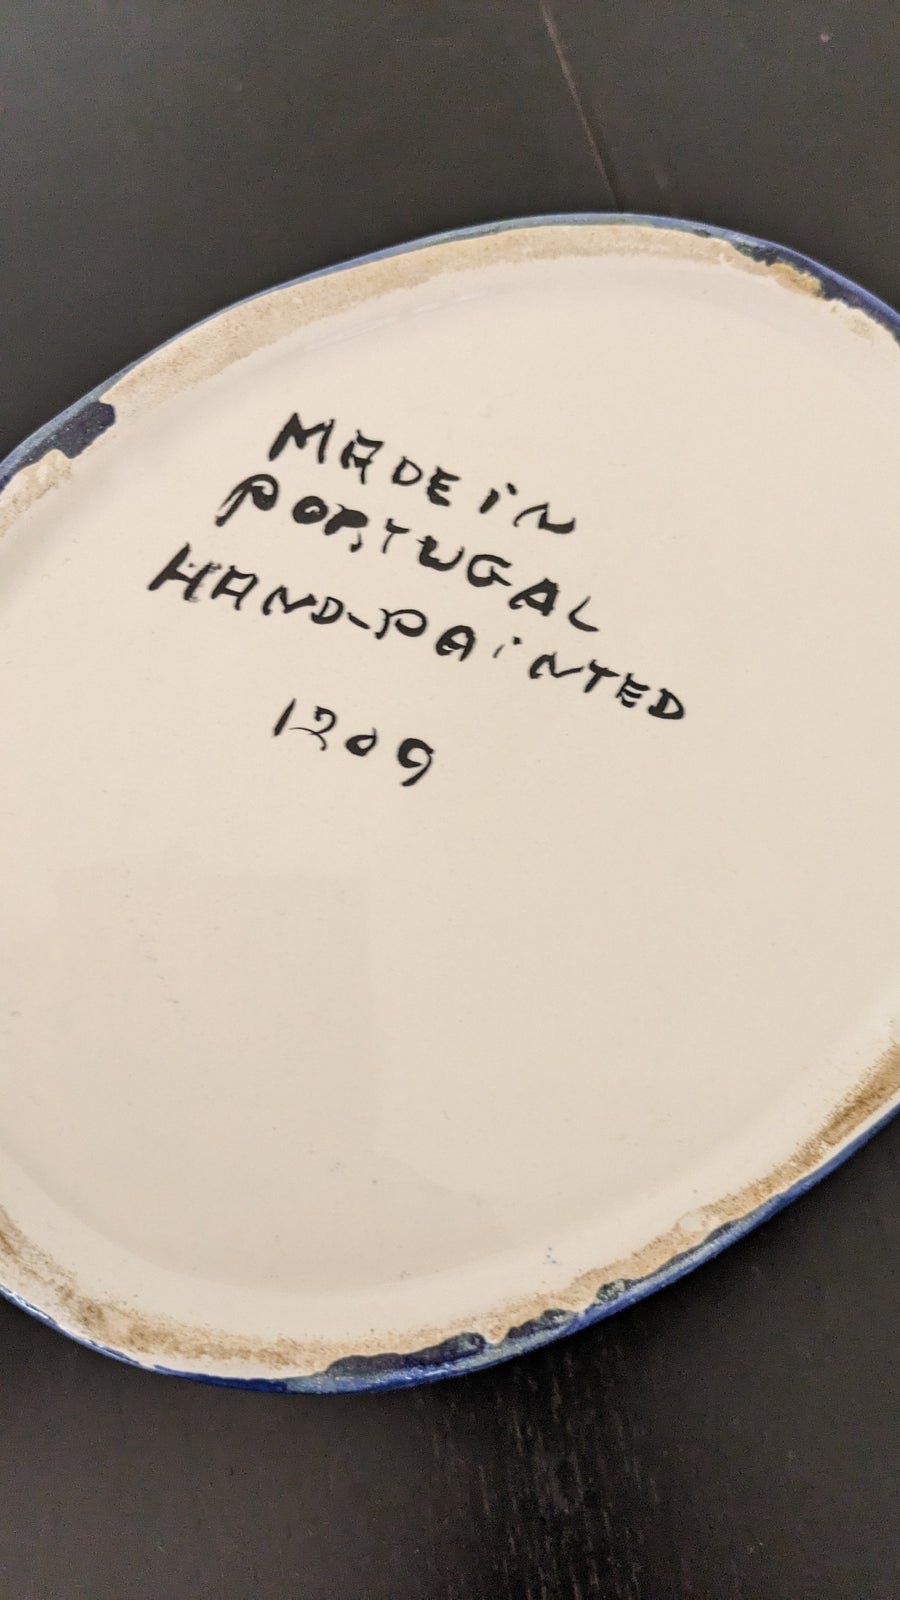 MADE iN
PORTUGAL
HAND-PAiNTED
1209